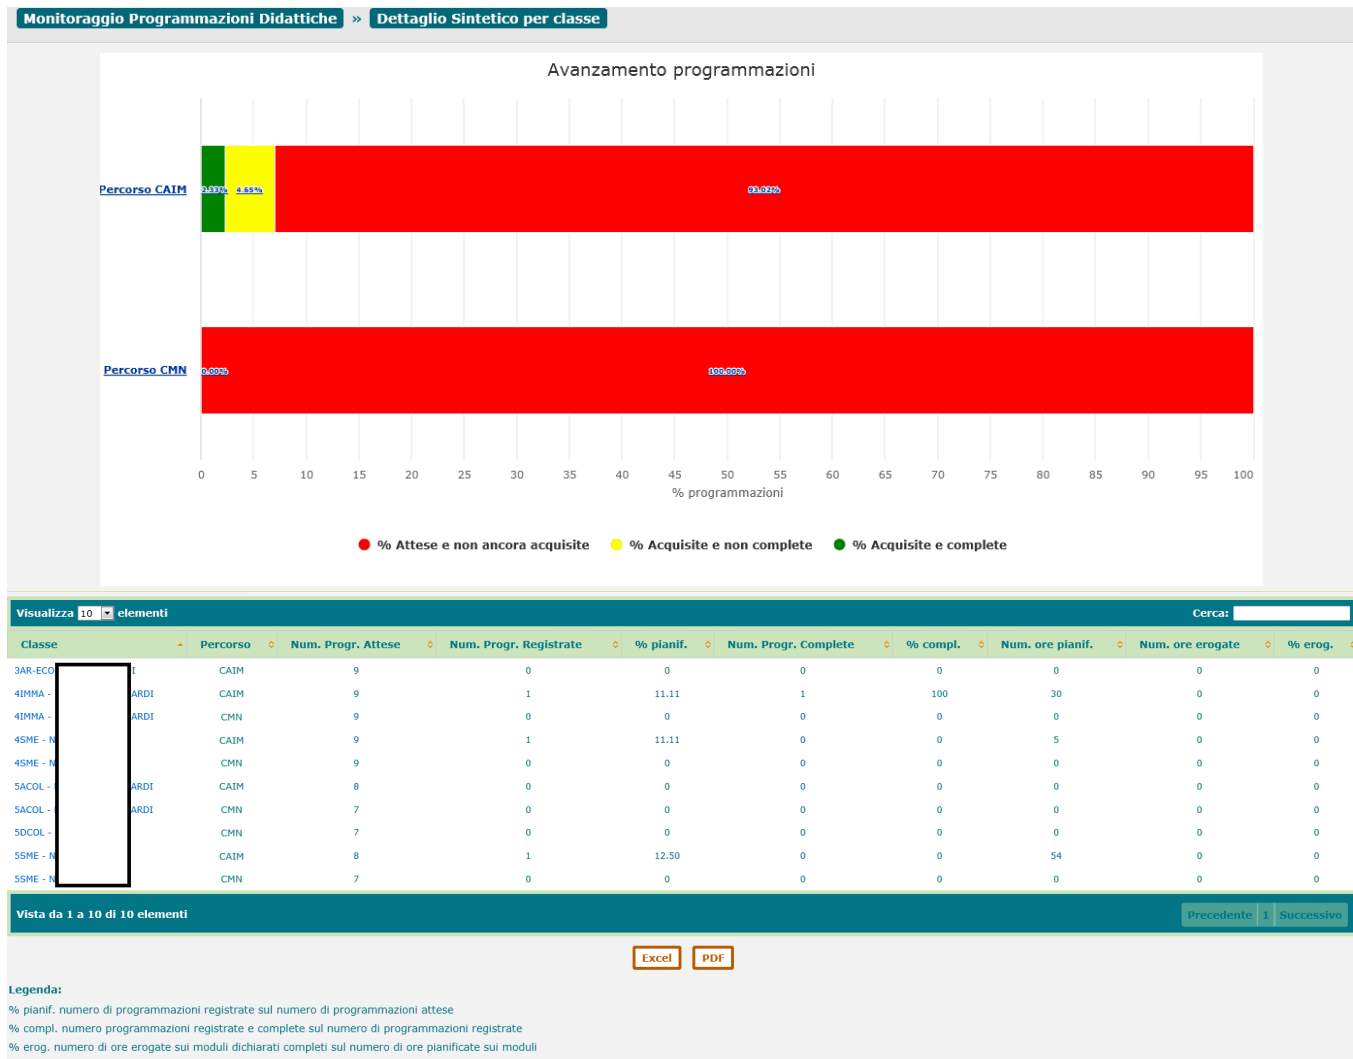 Monitoraggio Programmazioni Didattiche » Dettaglio Sintetico per classe
Avanzamento programmazioni
Percorso CAIM 2.33% 4.65% 93.02%
Percorso CMN 0.00% 100.00%
0 5 10 15 20 25 30 35 40 45 50 55 60 65 70 75 80 85 90 95 100
% programmazioni
% Attese e non ancora acquisite % Acquisite e non complete % Acquisite e complete
Visualizza 10 elementi Cerca:
Classe Percorso Num. Progr. Attese Num. Progr. Registrate % pianif. Num. Progr. Complete % compl. Num. ore pianif. Num. ore erogate % erog.
3AR-ECO I CAIM 9 0 0 0 0 0 0 0
4IMMA - ARDI CAIM 9 1 11.11 1 100 30 0 0
4IMMA - ARDI CMN 9 0 0 0 0 0 0 0
4SME - N CAIM 9 1 11.11 0 0 5 0 0
4SME - N CMN 9 0 0 0 0 0 0 0
5ACOL - ARDI CAIM 8 0 0 0 0 0 0 0
5ACOL - ARDI CMN 7 0 0 0 0 0 0 0
5DCOL - CMN 7 0 0 0 0 0 0 0
5SME - N CAIM 8 1 12.50 0 0 54 0 0
5SME - N CMN 7 0 0 0 0 0 0 0
Vista da 1 a 10 di 10 elementi Precedente 1 Successivo
Excel PDF
Legenda:
% pianif. numero di programmazioni registrate sul numero di programmazioni attese
% compl. numero programmazioni registrate e complete sul numero di programmazioni registrate
% erog. numero di ore erogate sui moduli dichiarati completi sul numero di ore pianificate sui moduli